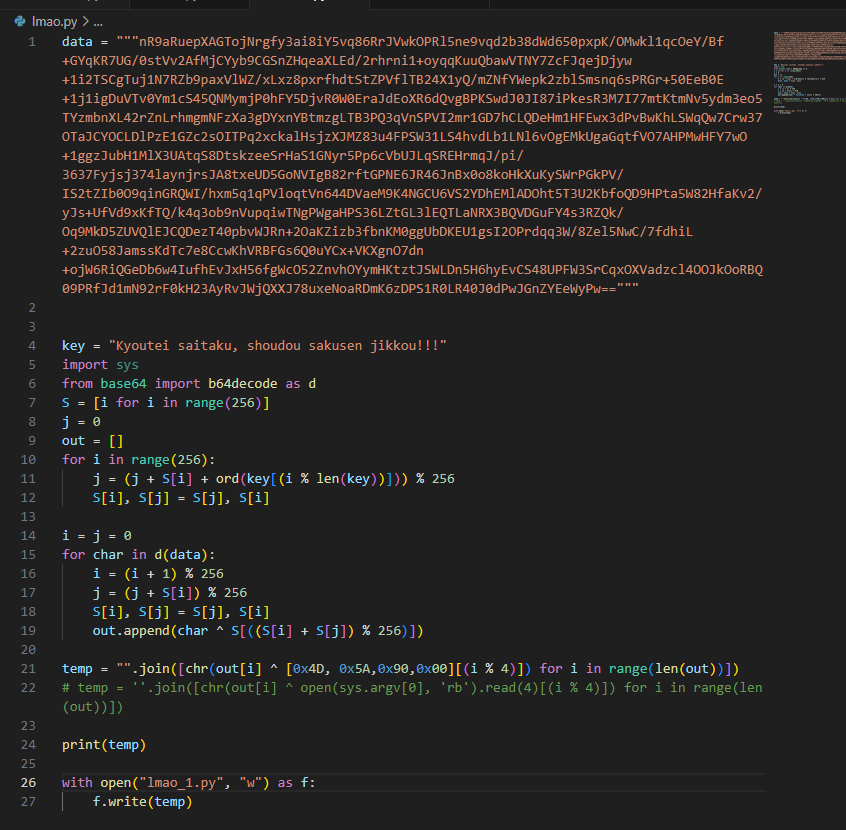 lmao.py > ...
1 data = """nR9aRuepXAGTojNrgfy3ai8iY5vq86RrJVwkOPRl5ne9vqd2b38dWd650pxpK/OMwkl1qcOeY/Bf
+GYqKR7UG/0stVv2AfMjCYyb9CGSnZHqeaXLEd/2rhrni1+oyqqKuuQbawVTNY7ZcFJqejDjyw
+1i2TSCgTuj1N7RZb9paxVlWZ/xLxz8pxrfhdtStZPVflTB24X1yQ/mZNfYWepk2zblSmsnq6sPRGr+50EeB0E
+1j1igDuVTv0Ym1cS45QNMymjP0hFY5DjvR0W0EraJdEoXR6dQvgBPKSwdJ0JI87iPkesR3M7I77mtKtmNv5ydm3eo5
TYzmbnXL42rZnLrhmgmNFzXa3gDYxnYBtmzgLTB3PQ3qVnSPVI2mr1GD7hCLQDeHm1HFEwx3dPvBwKhLSWqQw7Crw37
OTaJCYOCLDlPzE1GZc2sOITPq2xckalHsjzXJMZ83u4FPSW31LS4hvdLb1LNl6vOgEMkUgaGqtfVO7AHPMwHFY7wO
+1ggzJubH1MlX3UAtqS8DtskzeeSrHaS1GNyr5Pp6cVbUJLqSREHrmqJ/pi/
3637Fyjsj374laynjrsJA8txeUD5GoNVIgB82rftGPNE6JR46JnBx0o8koHkXuKySWrPGkPV/
IS2tZIb0O9qinGRQWI/hxm5q1qPVloqtVn644DVaeM9K4NGCU6VS2YDhEMlADOht5T3U2KbfoQD9HPta5W82HfaKv2/
yJs+UfVd9xKfTQ/k4q3ob9nVupqiwTNgPWgaHPS36LZtGL3lEQTLaNRX3BQVDGuFY4s3RZQk/
Oq9MkD5ZUVQlEJCQDezT40pbvWJRn+2OaKZizb3fbnKM0ggUbDKEU1gsI2OPrdqq3W/8Zel5NwC/7fdhiL
+2zuO58JamssKdTc7e8CcwKhVRBFGs6Q0uYCx+VKXgnO7dn
+ojW6RiQGeDb6w4IufhEvJxH56fgWcO52ZnvhOYymHKtztJSWLDn5H6hyEvCS48UPFW3SrCqxOXVadzcl4OOJkOoRBQ
09PRfJd1mN92rF0kH23AyRvJWjQXXJ78uxeNoaRDmK6zDPS1R0LR40J0dPwJGnZYEeWyPw=="""
2
3
4 key = "Kyoutei saitaku, shoudou sakusen jikkou!!!"
5 import sys
6 from base64 import b64decode as d
7 S = [i for i in range(256)]
8 j = 0
9 out = []
10 for i in range(256):
11 j = (j + S[i] + ord(key[(i % len(key))])) % 256
12 S[i], S[j] = S[j], S[i]
13
14 i = j = 0
15 for char in d(data):
16 i = (i + 1) % 256
17 j = (j + S[i]) % 256
18 S[i], S[j] = S[j], S[i]
19 out.append(char ^ S[((S[i] + S[j]) % 256)])
20
21 temp = "".join([chr(out[i] ^ [0x4D, 0x5A,0x90,0x00][(i % 4)]) for i in range(len(out))])
22 # temp = ''.join([chr(out[i] ^ open(sys.argv[0], 'rb').read(4)[(i % 4)]) for i in range(len
(out))])
23
24 print(temp)
25
26 with open("lmao_1.py", "w") as f:
27 f.write(temp)